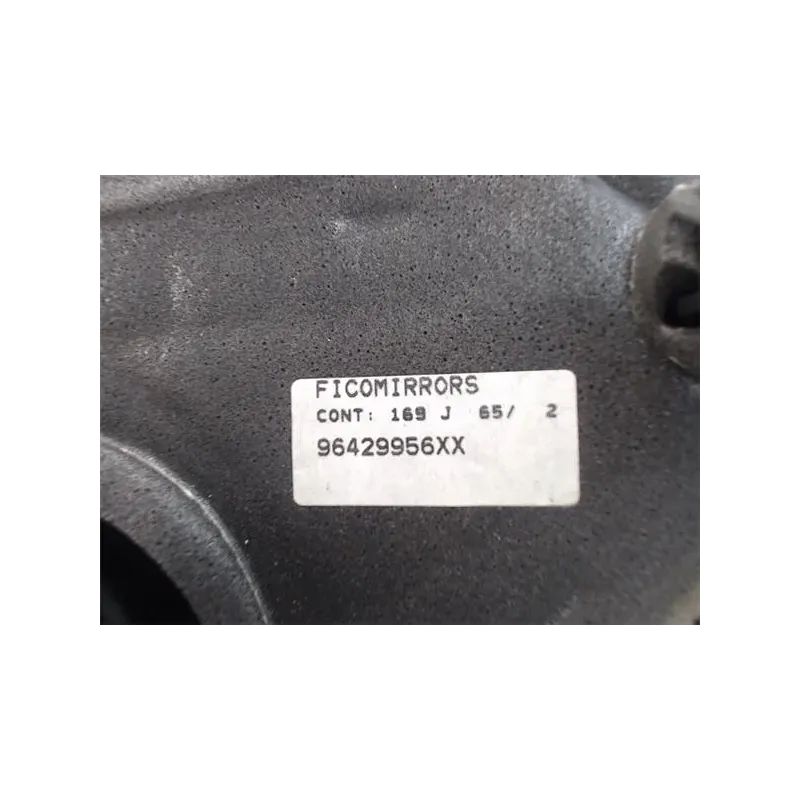 FICOMIRRORS
CONT: 169 J 65/ 2
96429956XX